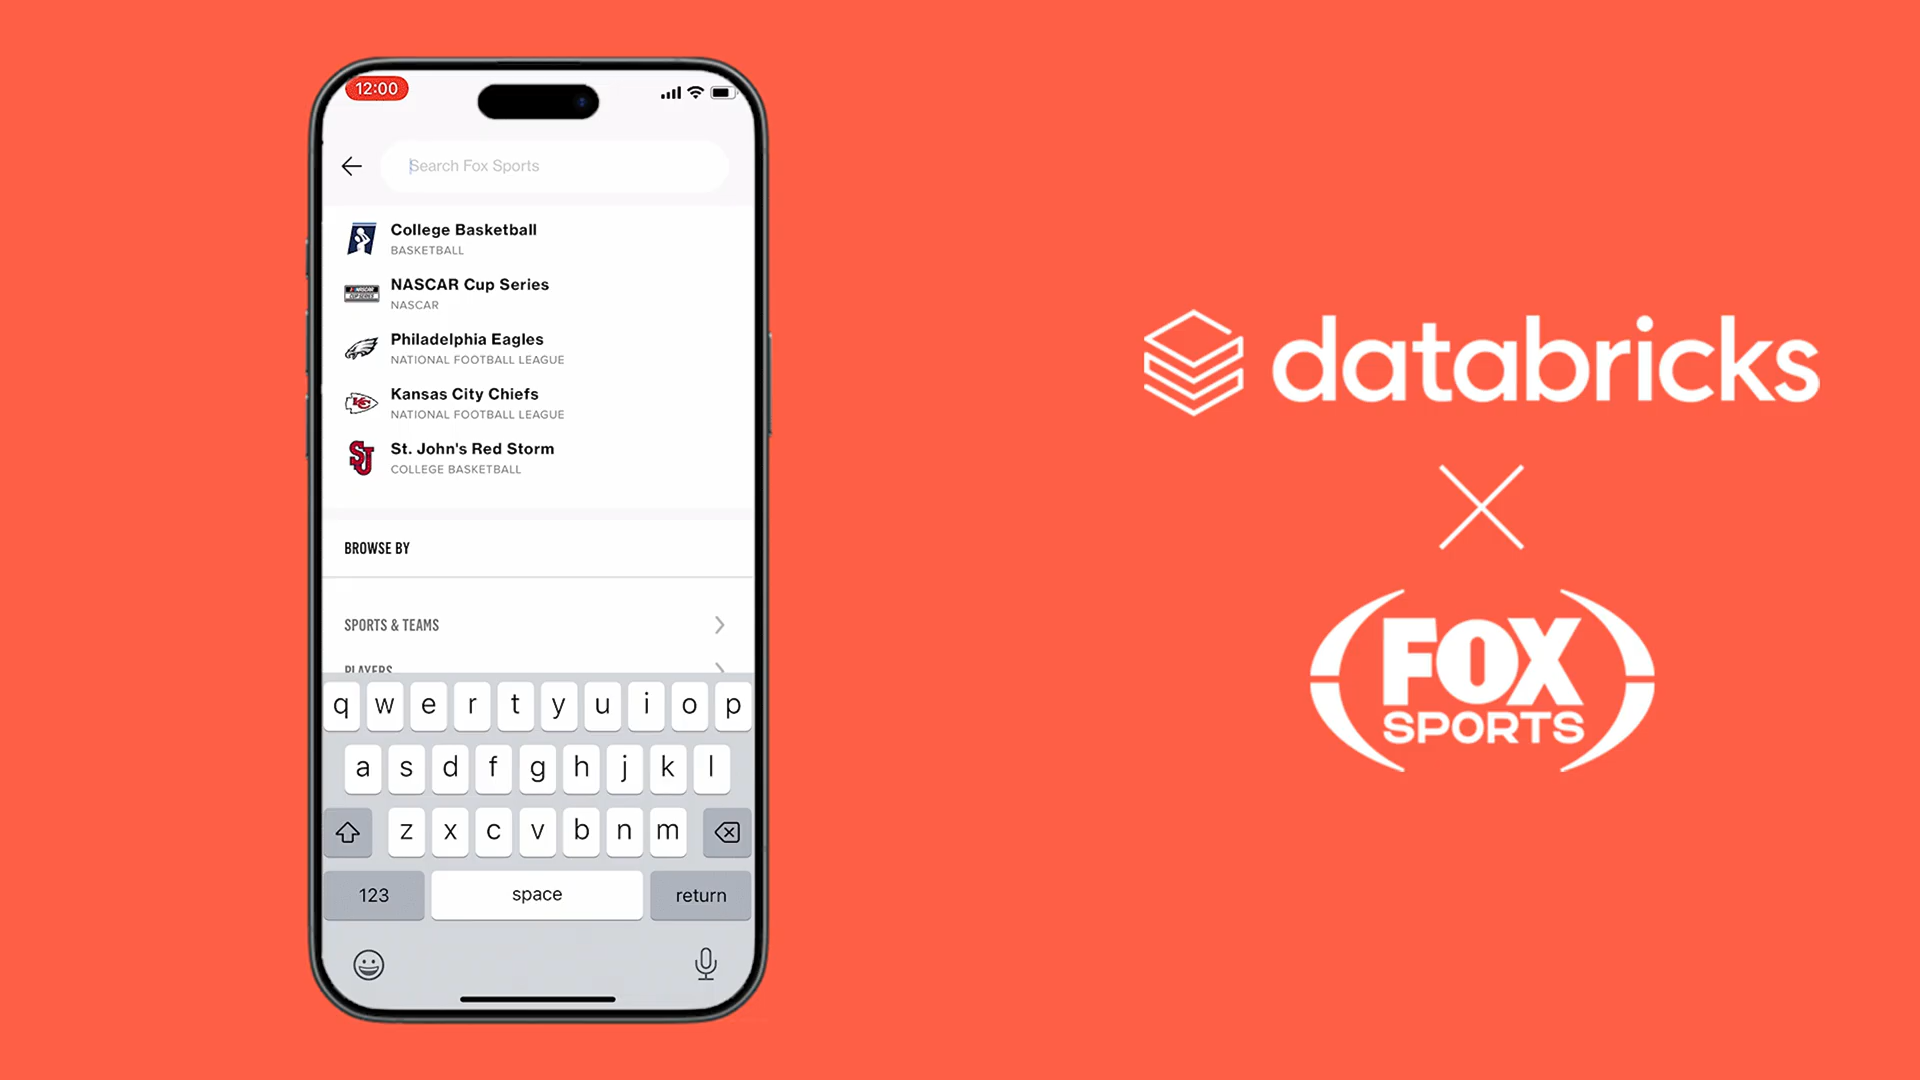 12:00
Search Fox Sports
College Basketball
BASKETBALL
NASCAR Cup Series
NASCAR
Philadelphia Eagles
NATIONAL FOOTBALL LEAGUE
Kansas City Chiefs
NATIONAL FOOTBALL LEAGUE
St. John's Red Storm
COLLEGE BASKETBALL
BROWSE BY
SPORTS & TEAMS
PLAYERS
q w e r t y u i o p
a s d f g h j k l
z x c v b n m
123 space return
databricks
FOX
SPORTS